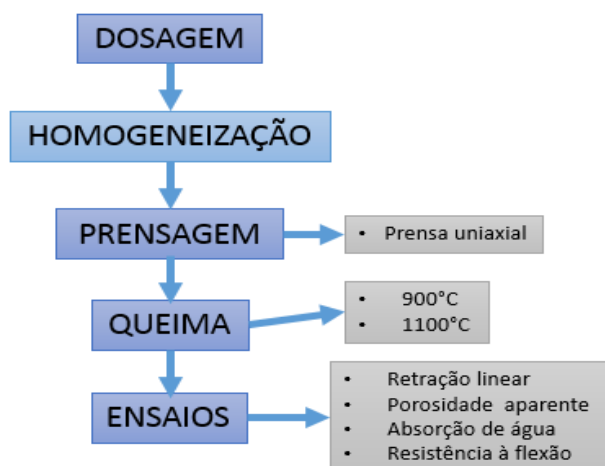 DOSAGEM
HOMOGENEIZAÇÃO
PRENSAGEM
• Prensa uniaxial
QUEIMA
• 900°C
• 1100°C
ENSAIOS
• Retração linear
• Porosidade aparente
• Absorção de água
• Resistência à flexão